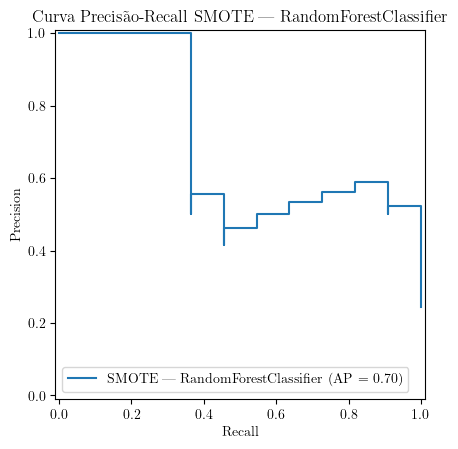 Curva Precisão-Recall SMOTE — RandomForestClassifier
1.0
0.8
0.6
0.4
0.2
0.0
Precision
0.0 0.2 0.4 0.6 0.8 1.0
Recall
SMOTE — RandomForestClassifier (AP = 0.70)